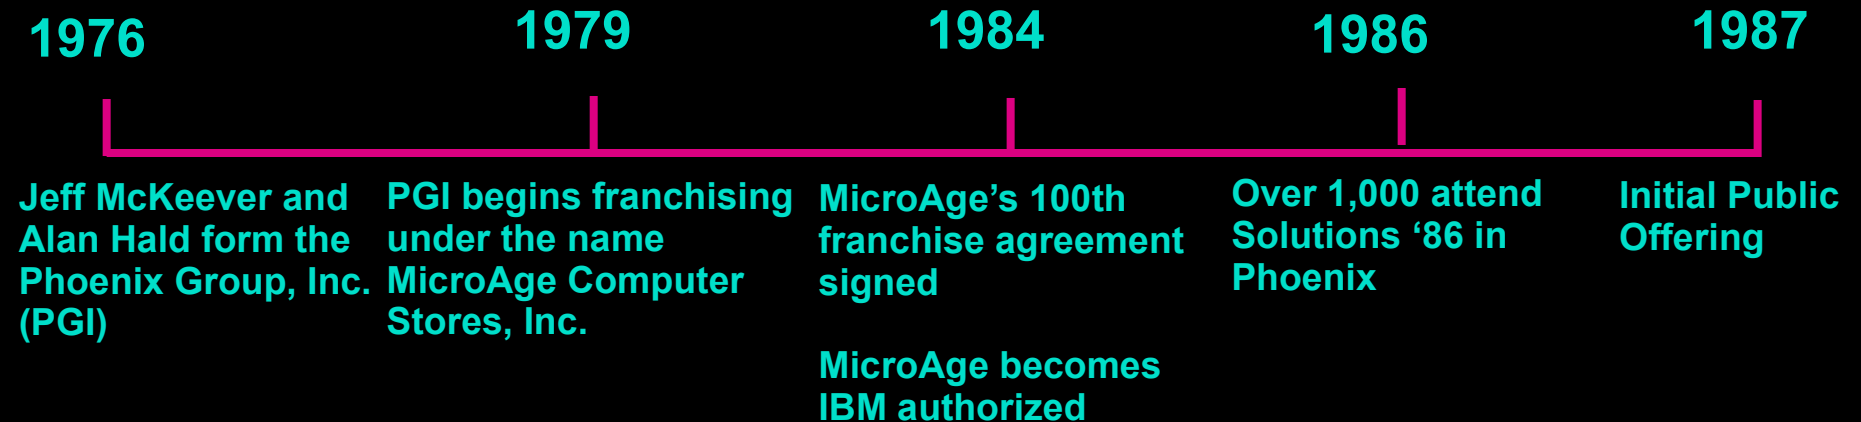 1976
Jeff McKeever and
Alan Hald form the
Phoenix Group, Inc.
(PGI)
1979
PGI begins franchising
under the name
MicroAge Computer
Stores, Inc.
1984
MicroAge’s 100th
franchise agreement
signed
MicroAge becomes
IBM authorized
1986
Over 1,000 attend
Solutions ‘86 in
Phoenix
1987
Initial Public
Offering